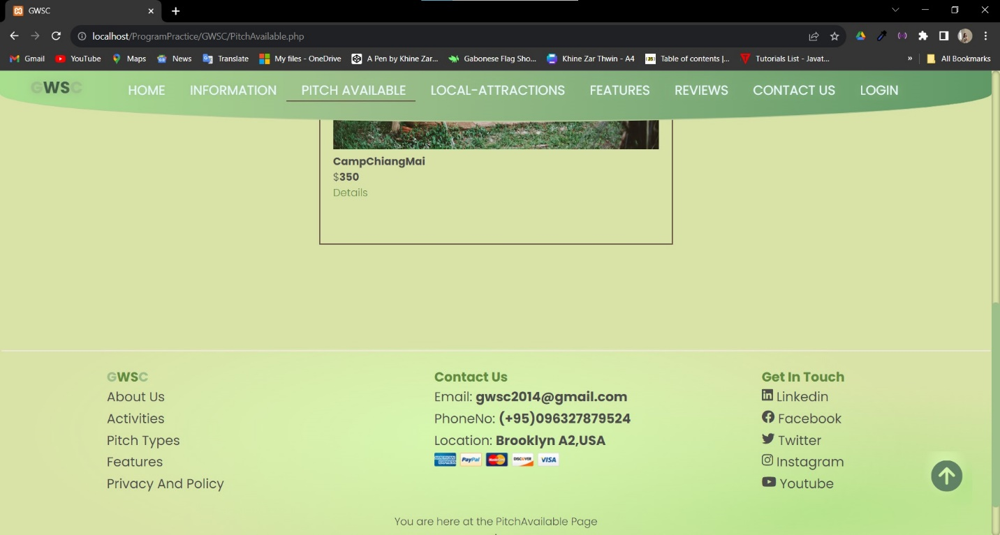 GWSC
localhost/ProgramPractice/GWSC/PitchAvailable.php
Gmail YouTube Maps News Translate My files - OneDrive A Pen by Khine Zar... Gabonese Flag Sho... Khine Zar Thwin - A4 Table of contents |... Tutorials List - Javat... » All Bookmarks
GWSC HOME INFORMATION PITCH AVAILABLE LOCAL-ATTRACTIONS FEATURES REVIEWS CONTACT US LOGIN
CampChiangMai
$350
Details
GWSC
About Us
Activities
Pitch Types
Features
Privacy And Policy
Contact Us
Email: gwsc2014@gmail.com
PhoneNo: (+95)096327879524
Location: Brooklyn A2,USA
PayPal DISCOVER VISA
Get In Touch
Linkedin
Facebook
Twitter
Instagram
Youtube
You are here at the PitchAvailable Page